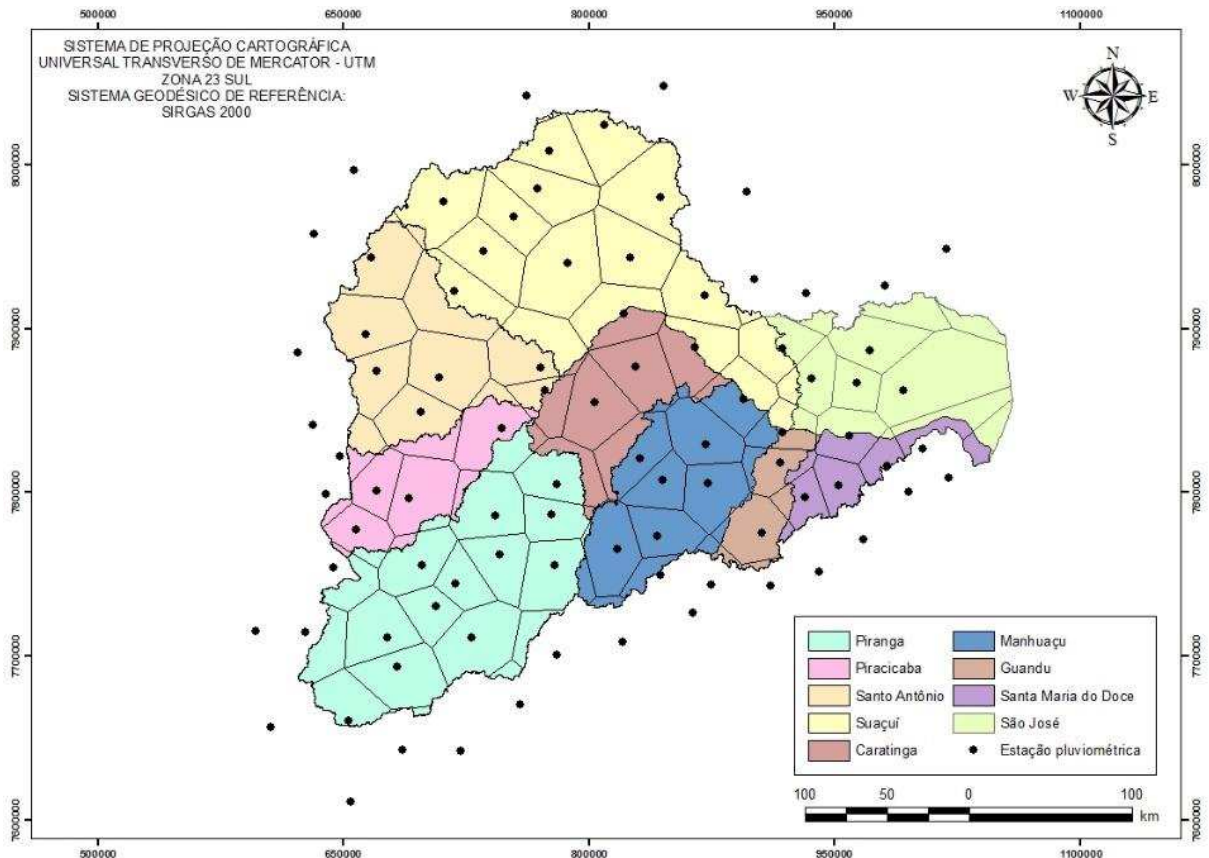 500000 650000 800000 950000 1100000
SISTEMA DE PROJEÇÃO CARTOGRÁFICA
UNIVERSAL TRANSVERSO DE MERCATOR - UTM
ZONA 23 SUL
SISTEMA GEODÉSICO DE REFERÊNCIA:
SIRGAS 2000
N
W E
S
8000000 8000000
7900000 7900000
7800000 7800000
7700000 7700000
7600000 7600000
Piranga Manhuaçu
Piracicaba Guandu
Santo Antônio Santa Maria do Doce
Suaçuí São José
Caratinga Estação pluviométrica
100 50 0 100
km
500000 650000 800000 950000 1100000